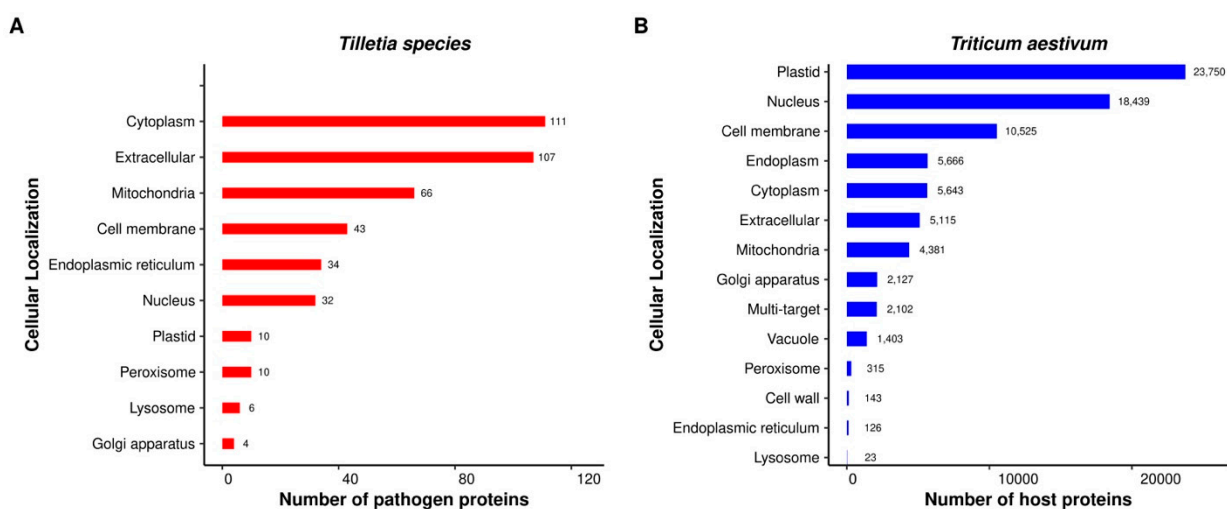 A
Tilletia species
Cellular Localization
Cytoplasm 111
Extracellular 107
Mitochondria 66
Cell membrane 43
Endoplasmic reticulum 34
Nucleus 32
Plastid 10
Peroxisome 10
Lysosome 6
Golgi apparatus 4
0 40 80 120
Number of pathogen proteins
B
Triticum aestivum
Cellular Localization
Plastid 23,750
Nucleus 18,439
Cell membrane 10,525
Endoplasm 5,666
Cytoplasm 5,643
Extracellular 5,115
Mitochondria 4,381
Golgi apparatus 2,127
Multi-target 2,102
Vacuole 1,403
Peroxisome 315
Cell wall 143
Endoplasmic reticulum 126
Lysosome 23
0 10000 20000
Number of host proteins